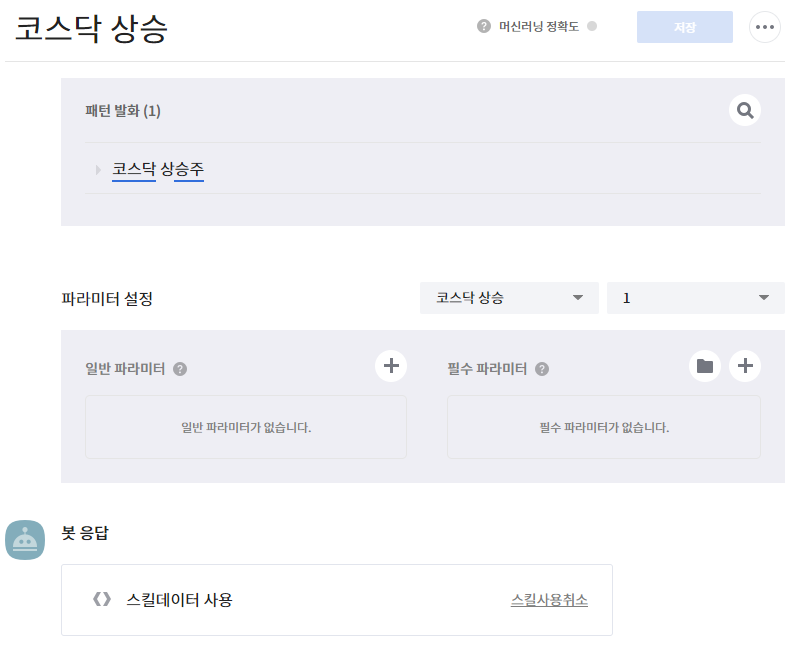 코스닥 상승
머신러닝 정확도
저장
패턴 발화 (1)
코스닥 상승주
파라미터 설정
코스닥 상승
1
일반 파라미터
필수 파라미터
일반 파라미터가 없습니다.
필수 파라미터가 없습니다.
봇 응답
스킬데이터 사용
스킬사용취소